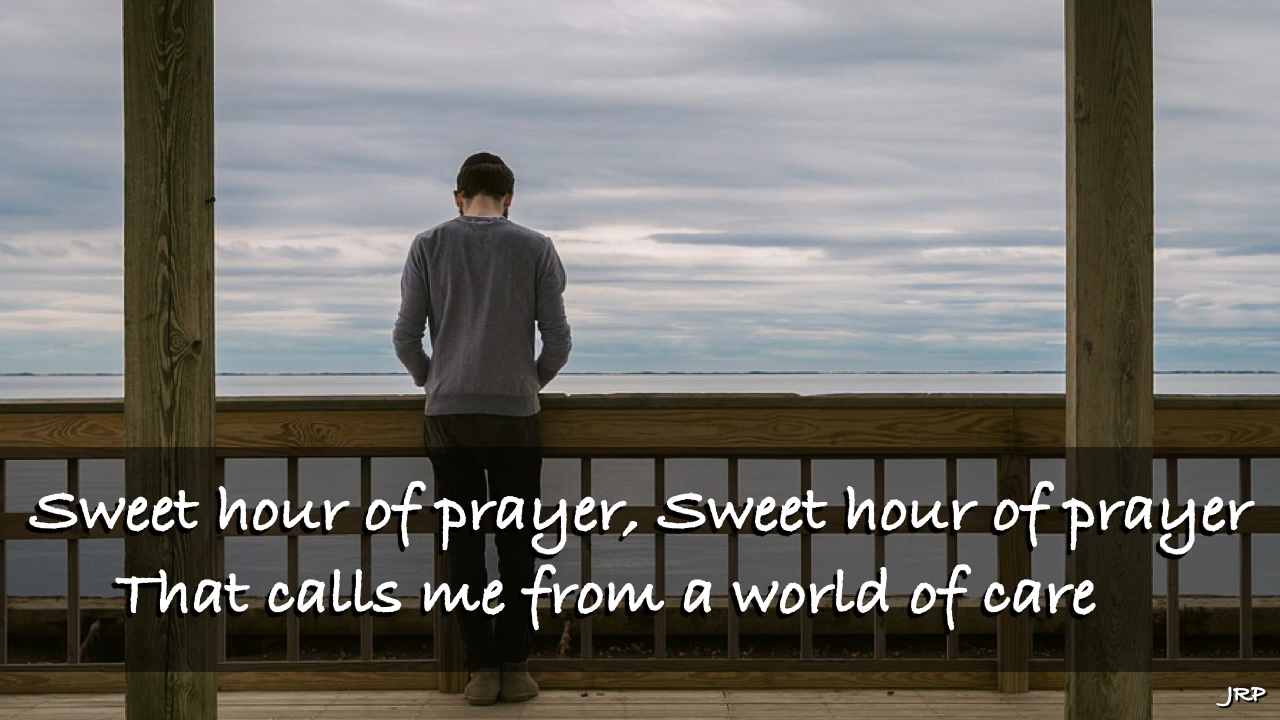 Sweet hour of prayer, Sweet hour of prayer
That calls me from a world of care
JRP